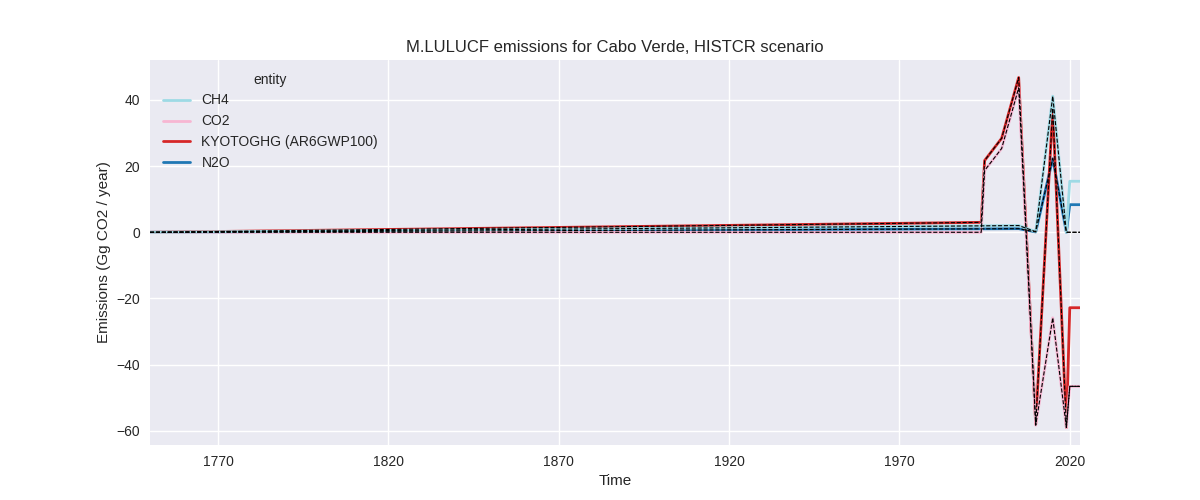 M.LULUCF emissions for Cabo Verde, HISTCR scenario
entity
CH4
CO2
KYOTOGHG (AR6GWP100)
N2O
Emissions (Gg CO2 / year)
40
20
0
−20
−40
−60
1770
1820
1870
1920
1970
2020
Time